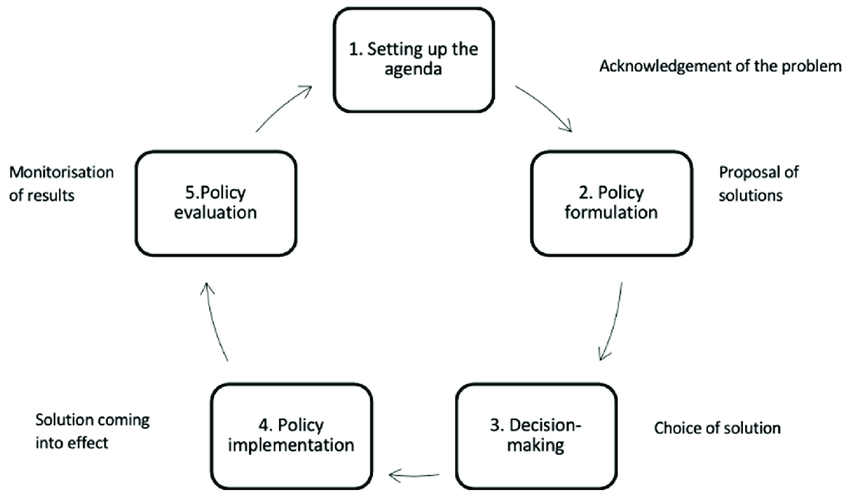 1. Setting up the
agenda
Acknowledgement of the problem
2. Policy
formulation
Proposal of
solutions
3. Decision-
making
Choice of solution
4. Policy
implementation
Solution coming
into effect
5.Policy
evaluation
Monitorisation
of results